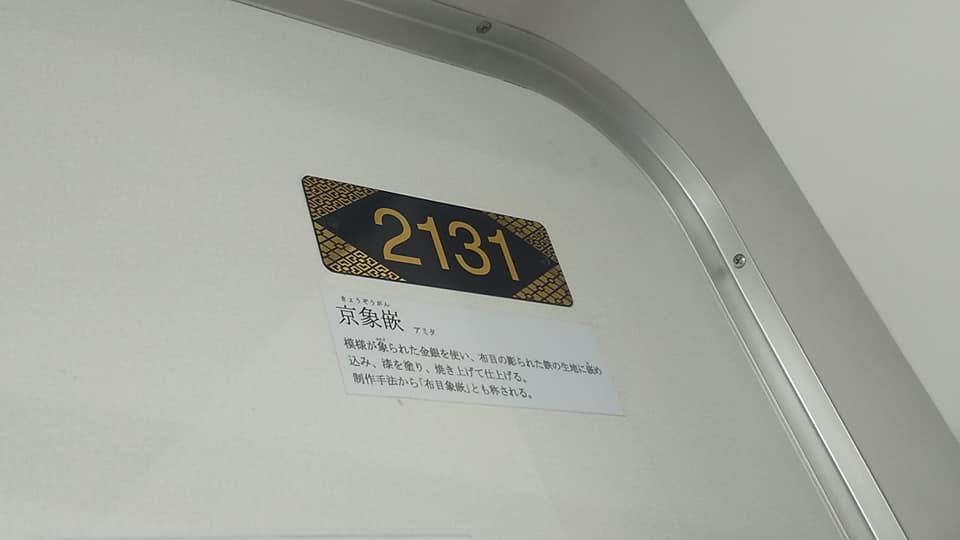 2131
きょうぞうがん
京象嵌 アミタ
模様が象られた金銀を使い、布目の彫られた鉄の生地に嵌め
込み、漆を塗り、焼き上げて仕上げる。
制作手法から「布目象嵌」とも称される。